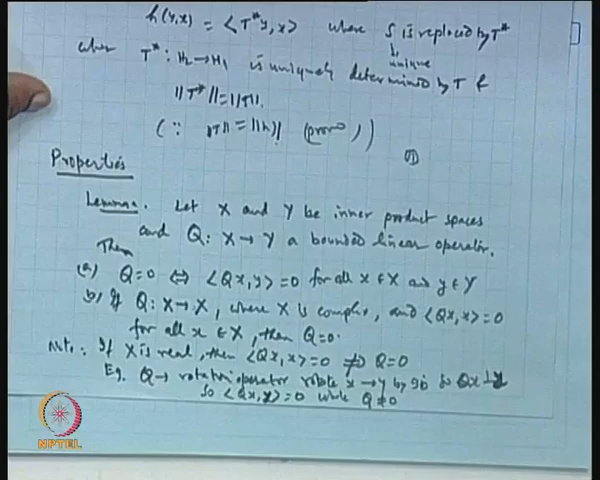 h(y,x) = <T*y, x> where S is replaced by T*
unique
where T* : H₂→H₁ is uniquely determined by T &
||T*|| = ||T||.
(∵ ||T|| = ||h||
Properties
Lemma. Let X and Y be inner product spaces
and Q: X→Y a bounded linear operator.
Then
(a) Q=0 ⇔ <Qx,y> = 0 for all x ∈ X and y ∈ Y
b) If Q: X→X, where X is complex, and <Qx,x> = 0
for all x ∈ X, then Q=0.
Note: If X is real, then <Qx,x> = 0 ⇏ Q=0
Eg. Q→ rotation operator rotate x→y by 90 so Qx⊥x
So <Qx,x> = 0 while Q≠0
NPTEL